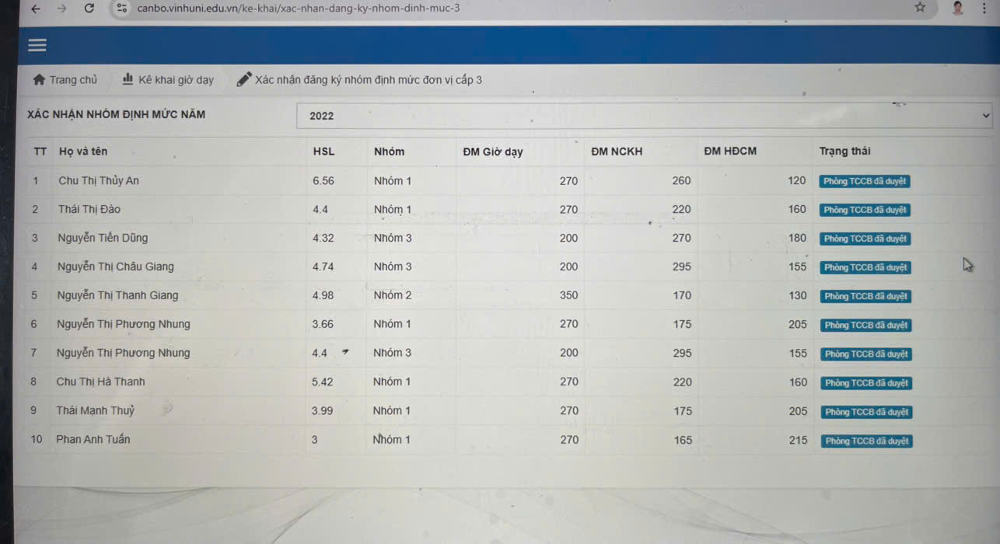 canbo.vinhuni.edu.vn/ke-khai/xac-nhan-dang-ky-nhom-dinh-muc-3
Trang chủ Kê khai giờ dạy Xác nhận đăng ký nhóm định mức đơn vị cấp 3
XÁC NHẬN NHÓM ĐỊNH MỨC NĂM 2022
TT Họ và tên HSL Nhóm ĐM Giờ dạy ĐM NCKH ĐM HĐCM Trạng thái
1 Chu Thị Thủy An 6.56 Nhóm 1 270 260 120 Phòng TCCB đã duyệt
2 Thái Thị Đào 4.4 Nhóm 1 270 220 160 Phòng TCCB đã duyệt
3 Nguyễn Tiến Dũng 4.32 Nhóm 3 200 270 180 Phòng TCCB đã duyệt
4 Nguyễn Thị Châu Giang 4.74 Nhóm 3 200 295 155 Phòng TCCB đã duyệt
5 Nguyễn Thị Thanh Giang 4.98 Nhóm 2 350 170 130 Phòng TCCB đã duyệt
6 Nguyễn Thị Phương Nhung 3.66 Nhóm 1 270 175 205 Phòng TCCB đã duyệt
7 Nguyễn Thị Phương Nhung 4.4 Nhóm 3 200 295 155 Phòng TCCB đã duyệt
8 Chu Thị Hà Thanh 5.42 Nhóm 1 270 220 160 Phòng TCCB đã duyệt
9 Thái Mạnh Thuỷ 3.99 Nhóm 1 270 175 205 Phòng TCCB đã duyệt
10 Phan Anh Tuấn 3 Nhóm 1 270 165 215 Phòng TCCB đã duyệt